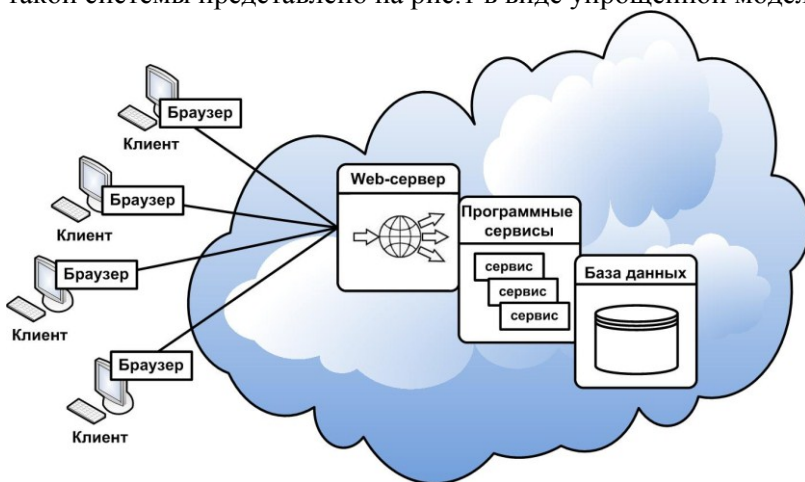 такой системы представлено на рис.1 в виде упрощенной модел
Браузер
Клиент
Браузер
Клиент
Браузер
Клиент
Браузер
Клиент
Web-сервер
Программные
сервисы
сервис
сервис
сервис
База данных